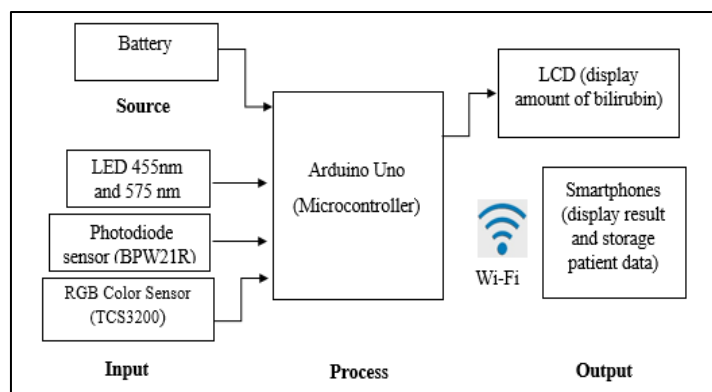 Battery
Source
LED 455nm
and 575 nm
Photodiode
sensor (BPW21R)
RGB Color Sensor
(TCS3200)
Input
Arduino Uno
(Microcontroller)
Process
LCD (display
amount of bilirubin)
Wi-Fi
Smartphones
(display result
and storage
patient data)
Output